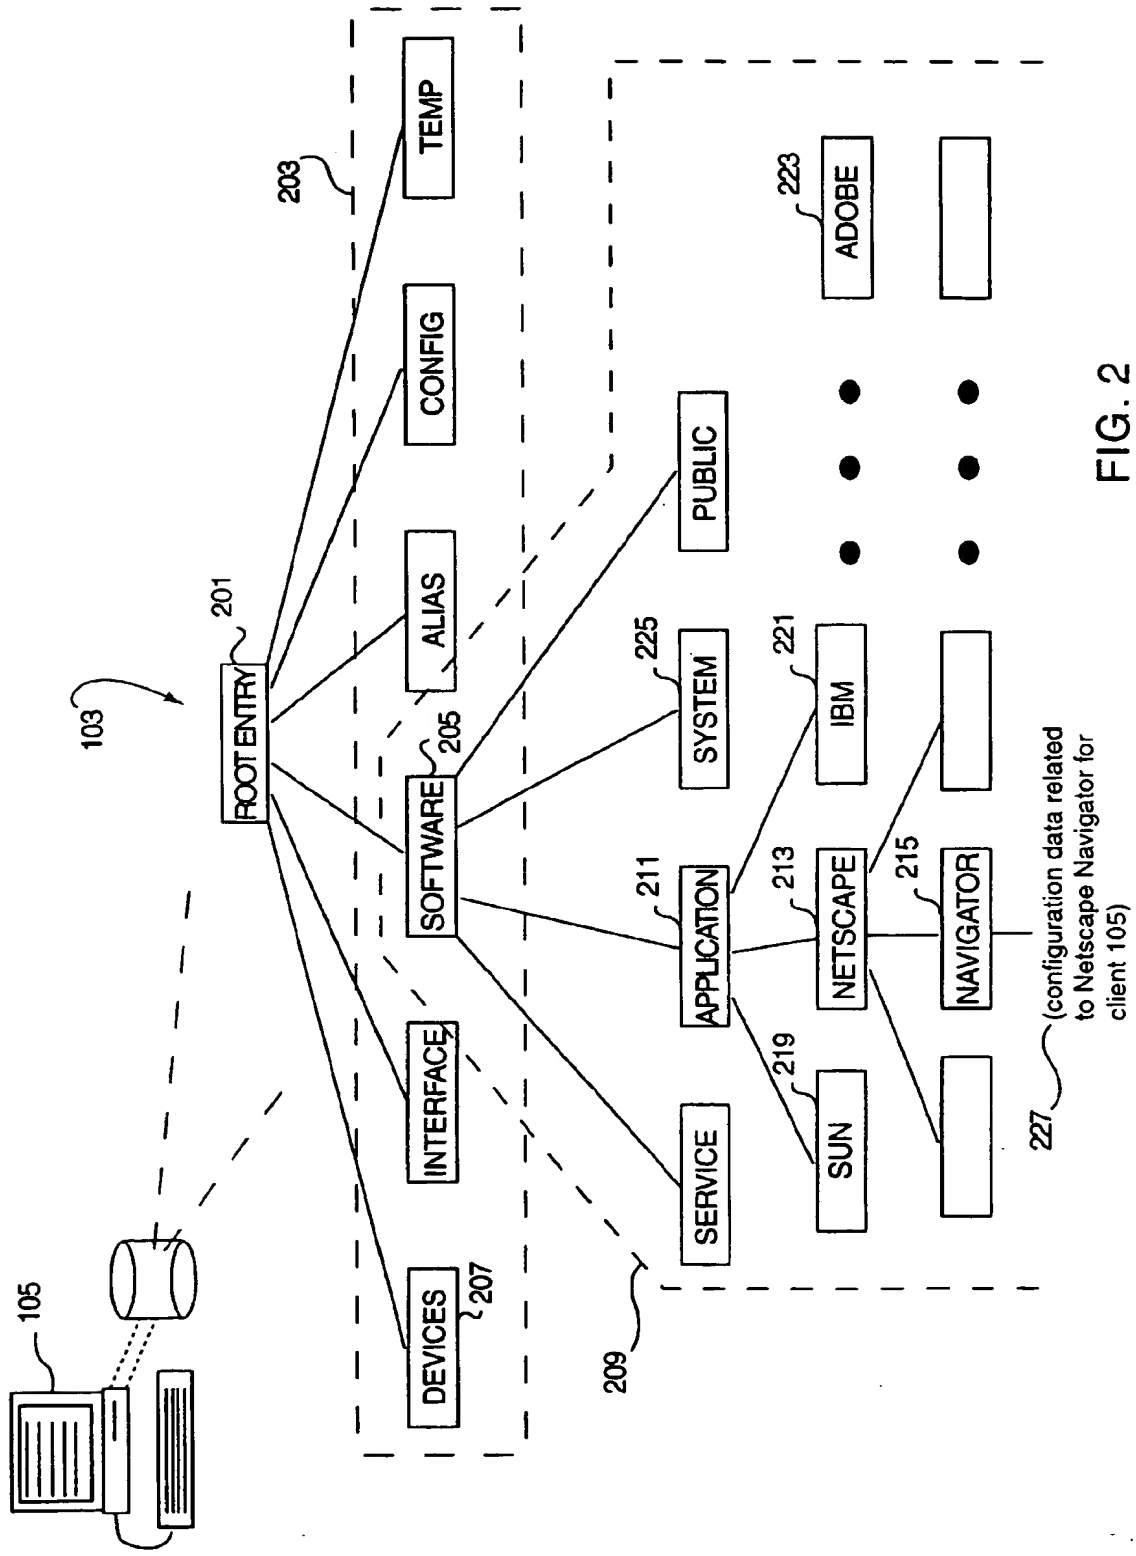 105
103
201
ROOT ENTRY
203
DEVICES
INTERFACE
SOFTWARE
ALIAS
CONFIG
TEMP
207
205
209
SERVICE
APPLICATION
SYSTEM
PUBLIC
211
225
SUN
NETSCAPE
IBM
ADOBE
219
213
221
223
NAVIGATOR
215
227
(configuration data related
to Netscape Navigator for
client 105)
FIG. 2